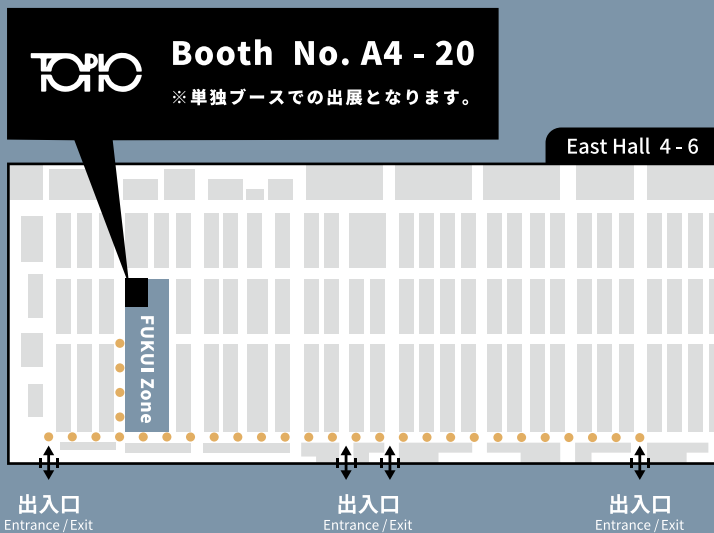 TOPIO
Booth No. A4 - 20
※単独ブースでの出展となります。
East Hall 4 - 6
FUKUI Zone
出入口
Entrance / Exit
出入口
Entrance / Exit
出入口
Entrance / Exit